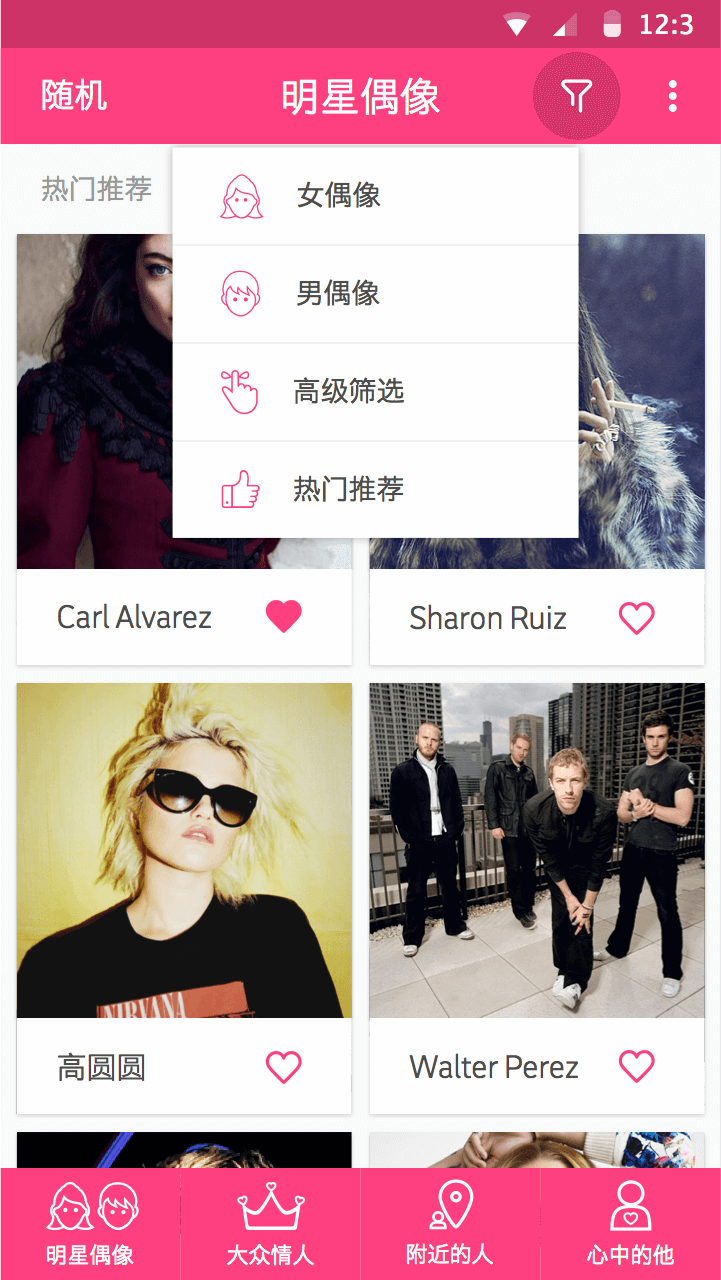 12:3
随机
明星偶像
热门推荐
女偶像
男偶像
高级筛选
热门推荐
Carl Alvarez
Sharon Ruiz
NIRVANA
高圆圆
Walter Perez
明星偶像
大众情人
附近的人
心中的他